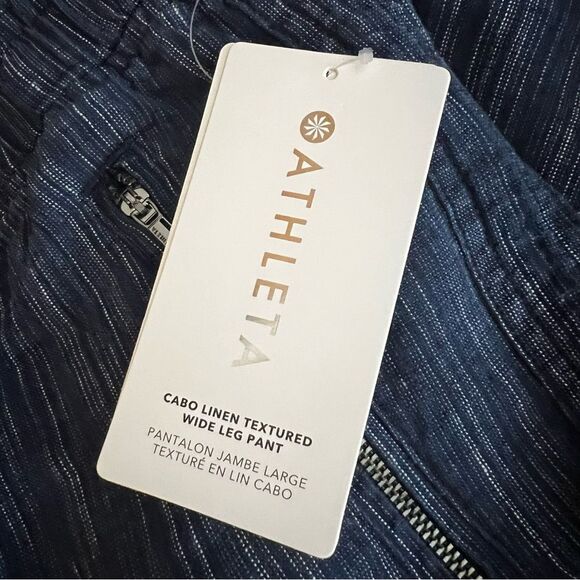 ATHLETA
CABO LINEN TEXTURED
WIDE LEG PANT
PANTALON JAMBE LARGE
TEXTURÉ EN LIN CABO